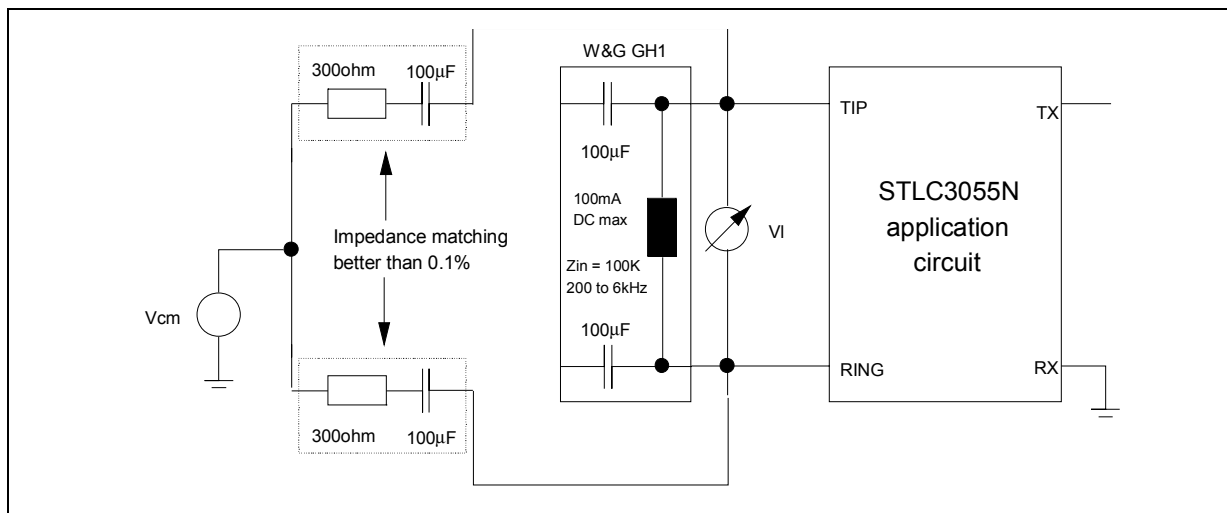 W&G GH1
300ohm
100μF
TIP
TX
100μF
STLC3055N
application
circuit
100mA
DC max
VI
Impedance matching
better than 0.1%
Zin = 100K
200 to 6kHz
Vcm
100μF
RING
RX
300ohm
100μF